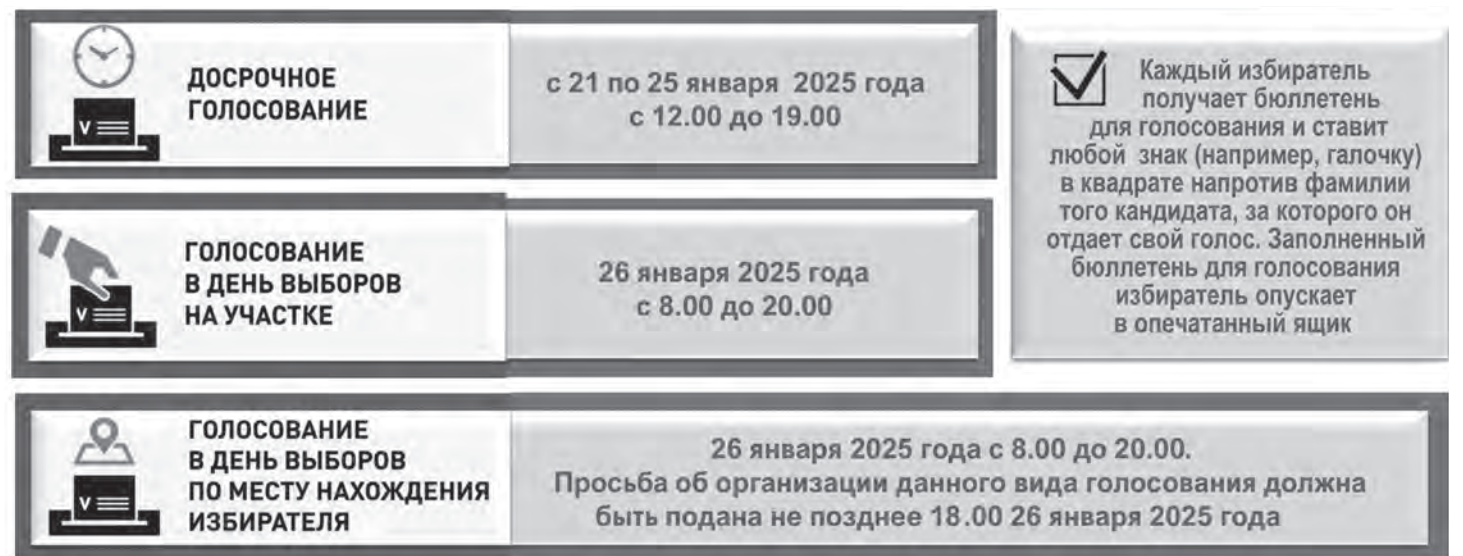 ДОСРОЧНОЕ
ГОЛОСОВАНИЕ
с 21 по 25 января 2025 года
с 12.00 до 19.00
Каждый избиратель
получает бюллетень
для голосования и ставит
любой знак (например, галочку)
в квадрате напротив фамилии
того кандидата, за которого он
отдает свой голос. Заполненный
бюллетень для голосования
избиратель опускает
в опечатанный ящик
ГОЛОСОВАНИЕ
В ДЕНЬ ВЫБОРОВ
НА УЧАСТКЕ
26 января 2025 года
с 8.00 до 20.00
ГОЛОСОВАНИЕ
В ДЕНЬ ВЫБОРОВ
ПО МЕСТУ НАХОЖДЕНИЯ
ИЗБИРАТЕЛЯ
26 января 2025 года с 8.00 до 20.00.
Просьба об организации данного вида голосования должна
быть подана не позднее 18.00 26 января 2025 года